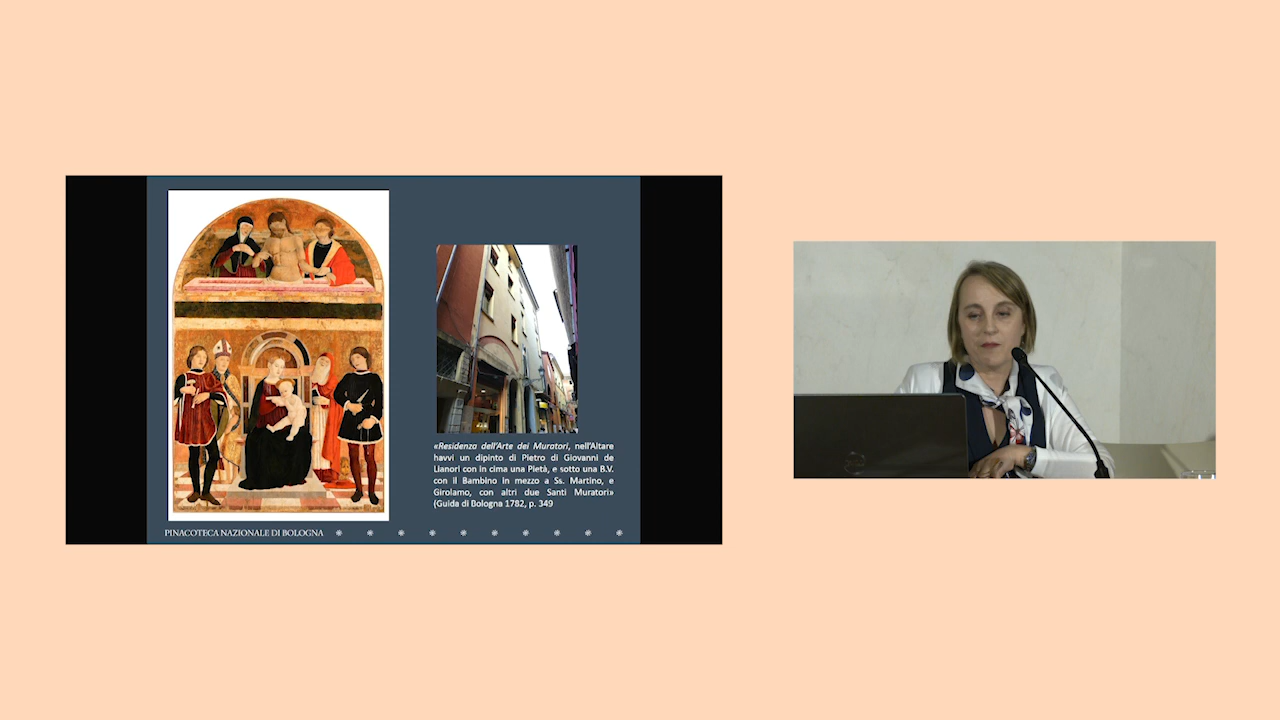 «Residenza dell'Arte dei Muratori, nell'Altare
havvi un dipinto di Pietro di Giovanni de
Lianori con in cima una Pietà, e sotto una B.V.
con il Bambino in mezzo a Ss. Martino, e
Girolamo, con altri due Santi Muratori»
(Guida di Bologna 1782, p. 349
PINACOTECA NAZIONALE DI BOLOGNA